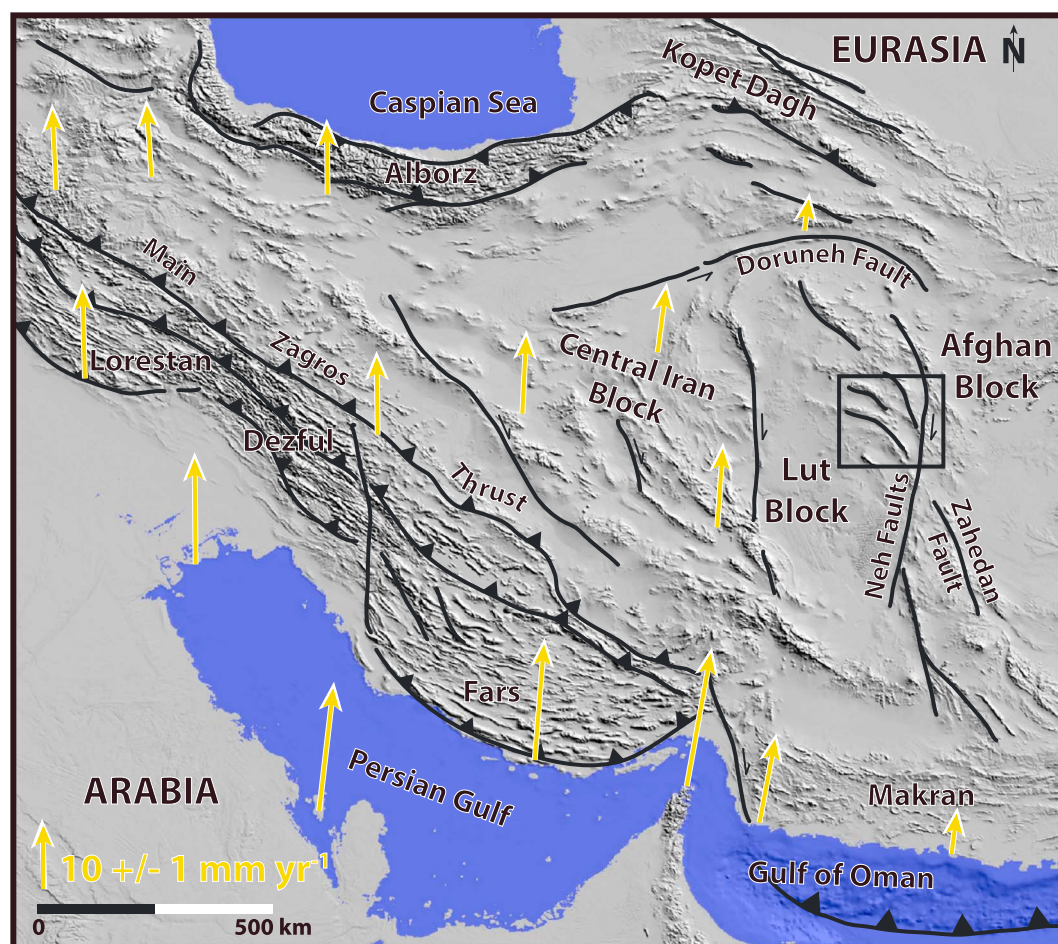 EURASIA N
Kopet Dagh
Caspian Sea
Alborz
Main
Zagros
Thrust
Doruneh Fault
Lorestan
Central Iran
Block
Afghan
Block
Dezful
Lut
Block
Neh Faults
Zahedan
Fault
Fars
ARABIA
Persian Gulf
Makran
Gulf of Oman
10 +/- 1 mm yr-1
0 500 km